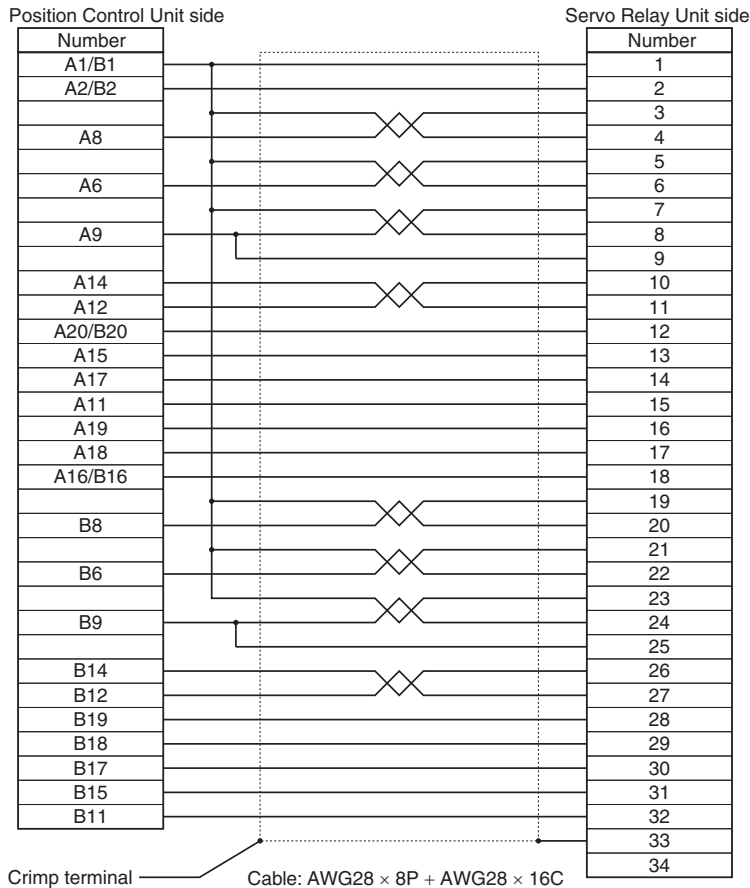 Position Control Unit side Servo Relay Unit side
Number Number
A1/B1 1
A2/B2 2
3
A8 4
5
A6 6
7
A9 8
9
A14 10
A12 11
A20/B20 12
A15 13
A17 14
A11 15
A19 16
A18 17
A16/B16 18
19
B8 20
21
B6 22
23
B9 24
25
B14 26
B12 27
B19 28
B18 29
B17 30
B15 31
B11 32
33
34
Crimp terminal Cable: AWG28 × 8P + AWG28 × 16C